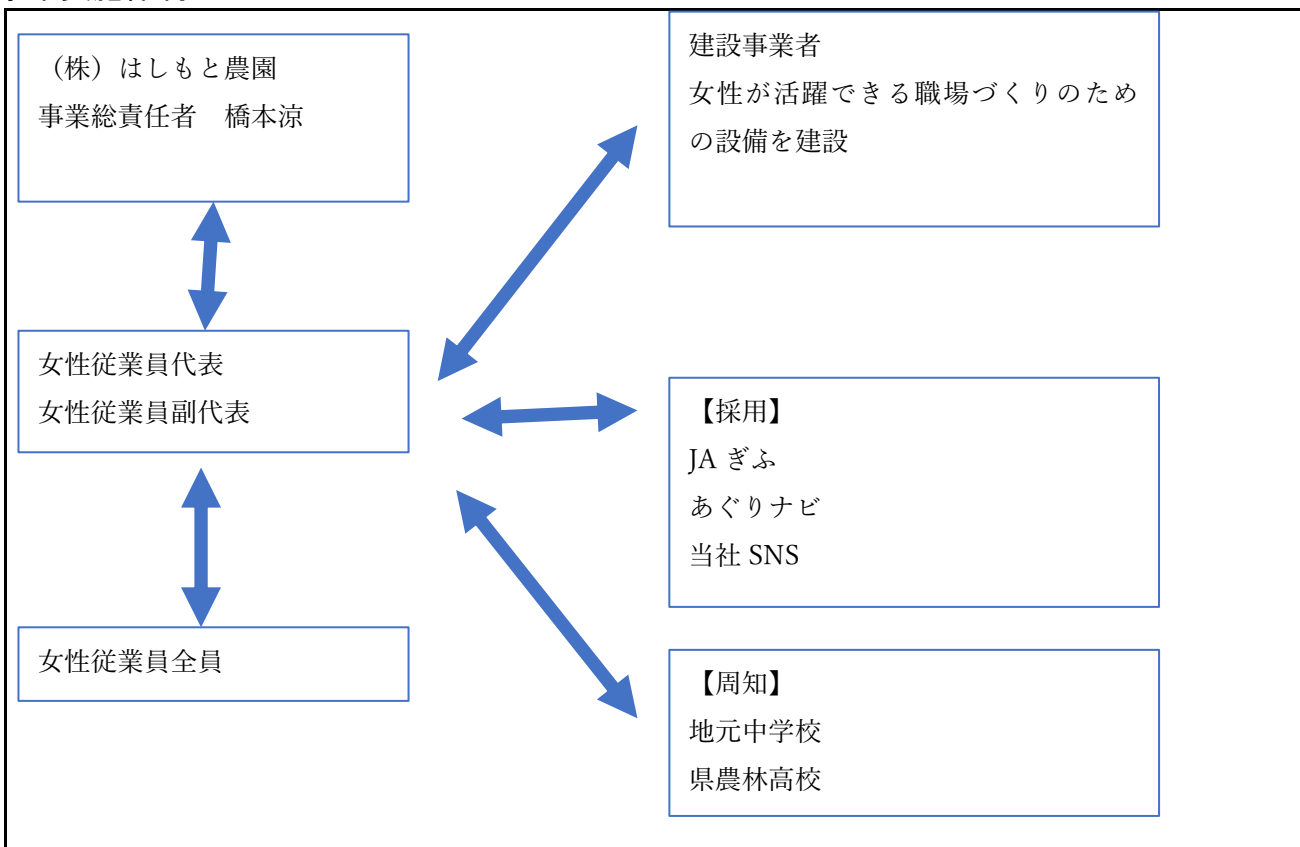 （株）はしもと農園
事業総責任者　橋本涼
女性従業員代表
女性従業員副代表
女性従業員全員
建設事業者
女性が活躍できる職場づくりのため
の設備を建設
【採用】
JA ぎふ
あぐりナビ
当社 SNS
【周知】
地元中学校
県農林高校